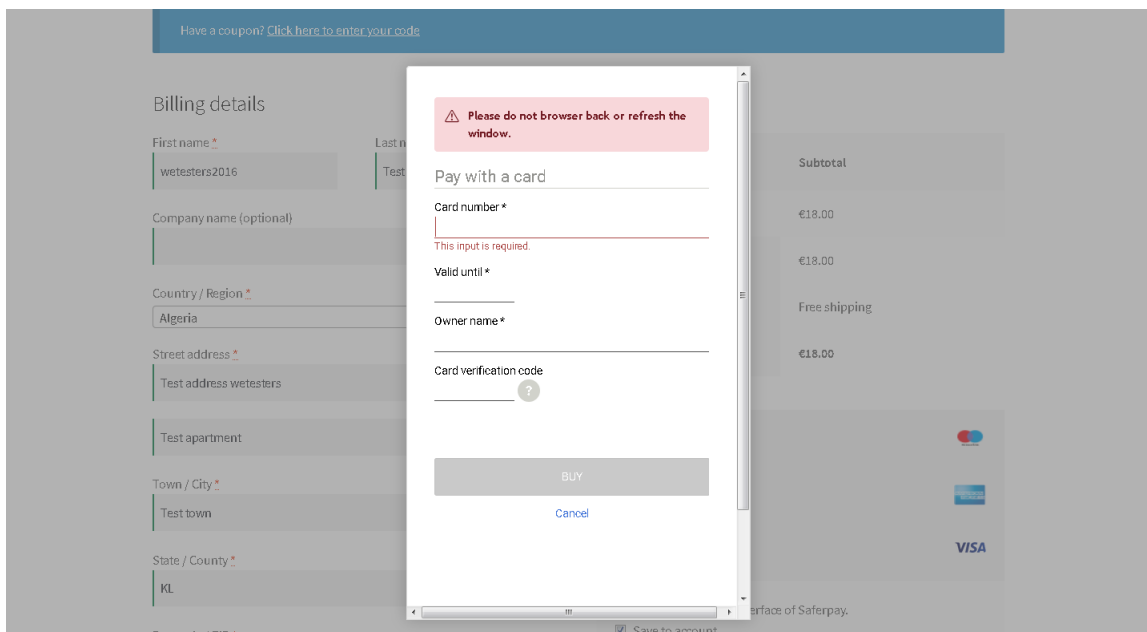 Have a coupon? Click here to enter your code
Billing details
First name *
Last n
wetesters2016
Test
Company name (optional)
Country / Region *
Algeria
Street address *
Test address wetesters
Test apartment
Town / City *
Test town
State / County *
KL
Please do not browser back or refresh the
window.
Pay with a card
Card number *
This input is required.
Valid until *
Owner name *
Card verification code
?
BUY
Cancel
Subtotal
€18.00
€18.00
Free shipping
€18.00
VISA
erface of Saferpay.
Save to account